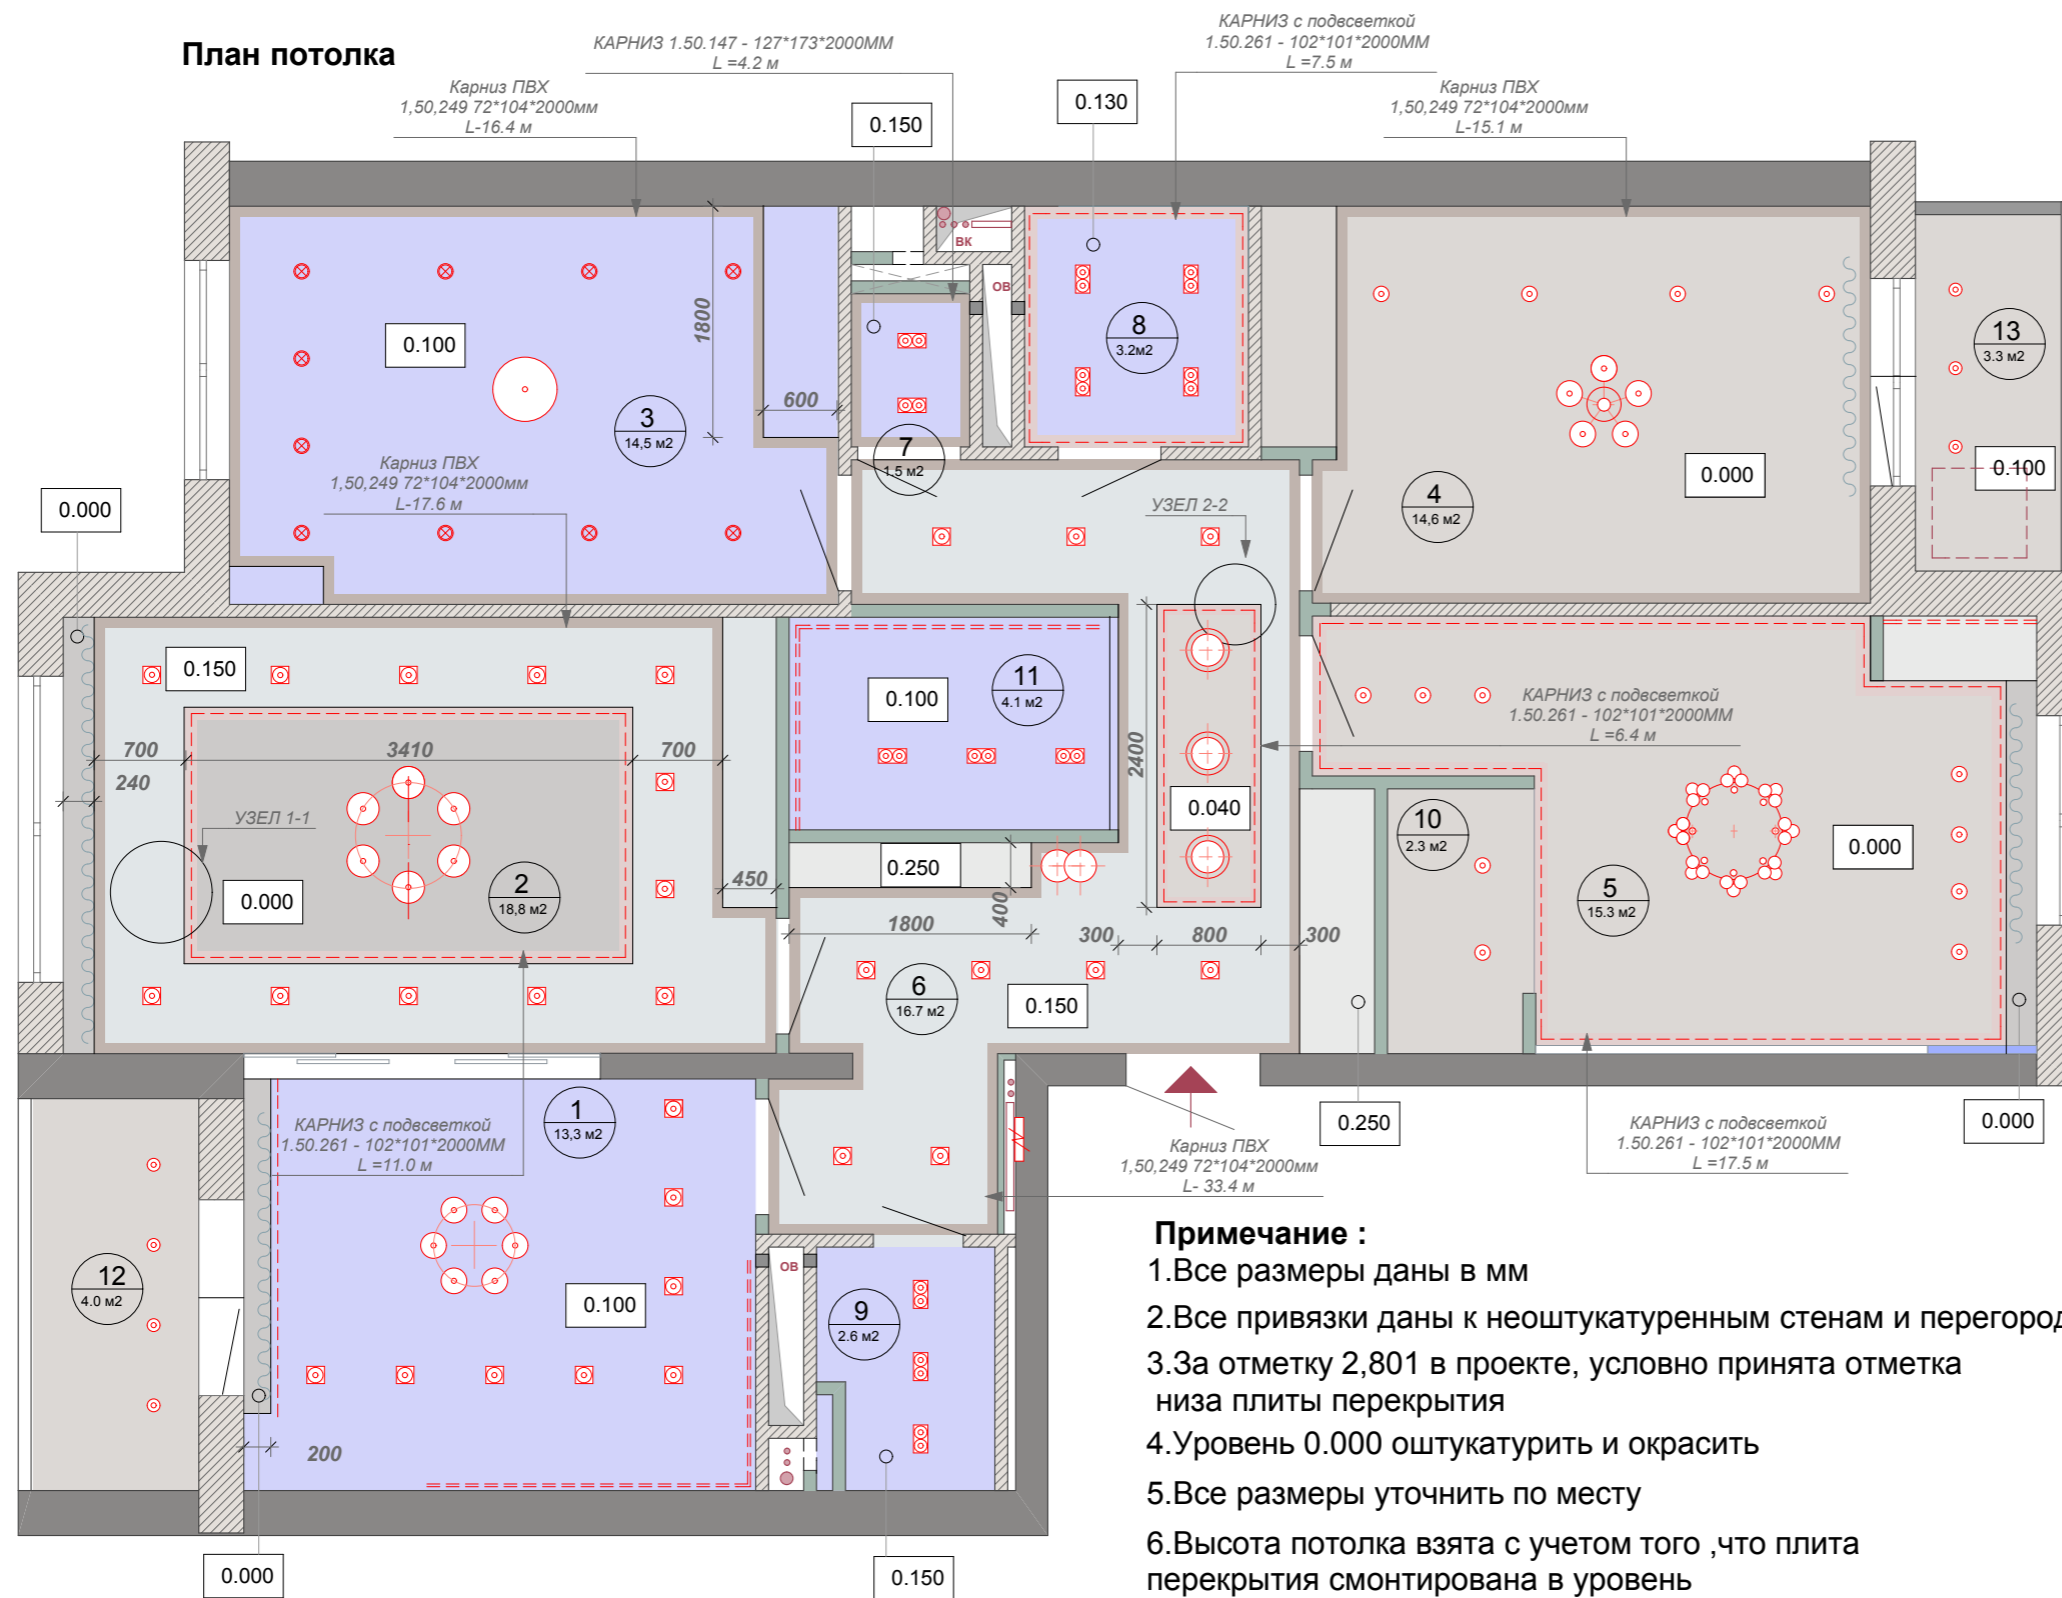 План потолка
КАРНИЗ 1.50.147 - 127*173*2000ММ
L =4.2 м
КАРНИЗ с подвсветкой
1.50.261 - 102*101*2000ММ
L =7.5 м
Карниз ПВХ
1,50,249 72*104*2000мм
L-16.4 м
0.150
0.130
Карниз ПВХ
1,50,249 72*104*2000мм
L-15.1 м
ВК
ОВ
1800
0.100
600
3
14,5 м2
7
1.5 м2
8
3.2м2
13
3.3 м2
0.100
0.000
4
14,6 м2
Карниз ПВХ
1,50,249 72*104*2000мм
L-17.6 м
0.000
УЗЕЛ 2-2
0.150
11
4.1 м2
0.100
2400
КАРНИЗ с подвсветкой
1.50.261 - 102*101*2000ММ
L =6.4 м
700
3410
700
240
УЗЕЛ 1-1
0.040
10
2.3 м2
0.000
0.250
450
400
2
18,8 м2
0.000
5
15.3 м2
1800
300
800
300
6
16.7 м2
0.150
КАРНИЗ с подвсветкой
1.50.261 - 102*101*2000ММ
L =11.0 м
1
13,3 м2
0.250
0.000
КАРНИЗ с подвсветкой
1.50.261 - 102*101*2000ММ
L =17.5 м
Карниз ПВХ
1,50,249 72*104*2000мм
L- 33.4 м
12
4.0 м2
ОВ
0.100
9
2.6 м2
200
0.000
0.150
Примечание :
1.Все размеры даны в мм
2.Все привязки даны к неоштукатуренным стенам и перегород
3.За отметку 2,801 в проекте, условно принята отметка
низа плиты перекрытия
4.Уровень 0.000 оштукатурить и окрасить
5.Все размеры уточнить по месту
6.Высота потолка взята с учетом того ,что плита
перекрытия смонтирована в уровень